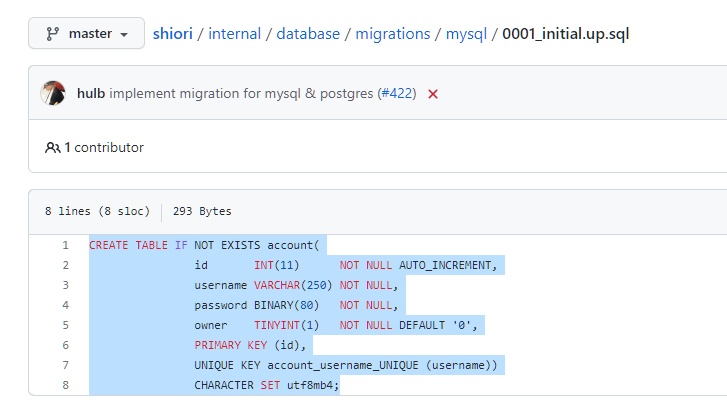 master shiori / internal / database / migrations / mysql / 0001_initial.up.sql
hulb implement migration for mysql & postgres (#422)
1 contributor
8 lines (8 sloc) 293 Bytes
1 CREATE TABLE IF NOT EXISTS account(
2 id INT(11) NOT NULL AUTO_INCREMENT,
3 username VARCHAR(250) NOT NULL,
4 password BINARY(80) NOT NULL,
5 owner TINYINT(1) NOT NULL DEFAULT '0',
6 PRIMARY KEY (id),
7 UNIQUE KEY account_username_UNIQUE (username))
8 CHARACTER SET utf8mb4;